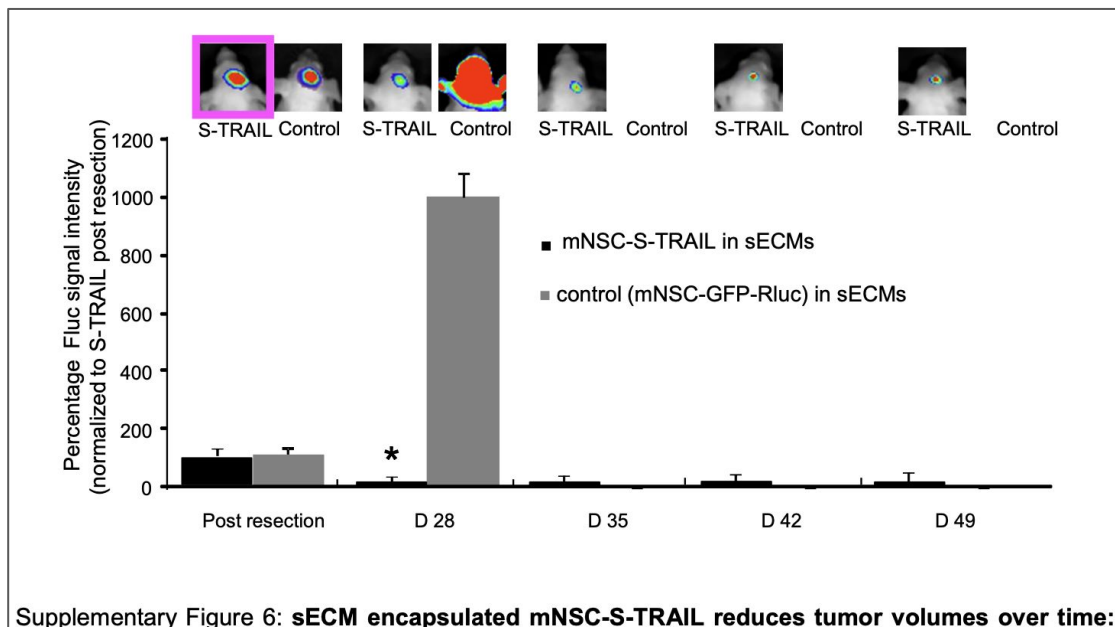 S-TRAIL Control S-TRAIL Control S-TRAIL Control S-TRAIL Control S-TRAIL Control
Percentage Fluc signal intensity
(normalized to S-TRAIL post resection)
1200
1000
800
600
400
200
0
*
mNSC-S-TRAIL in sECMs
control (mNSC-GFP-Rluc) in sECMs
Post resection D 28 D 35 D 42 D 49
Supplementary Figure 6: sECM encapsulated mNSC-S-TRAIL reduces tumor volumes over time: